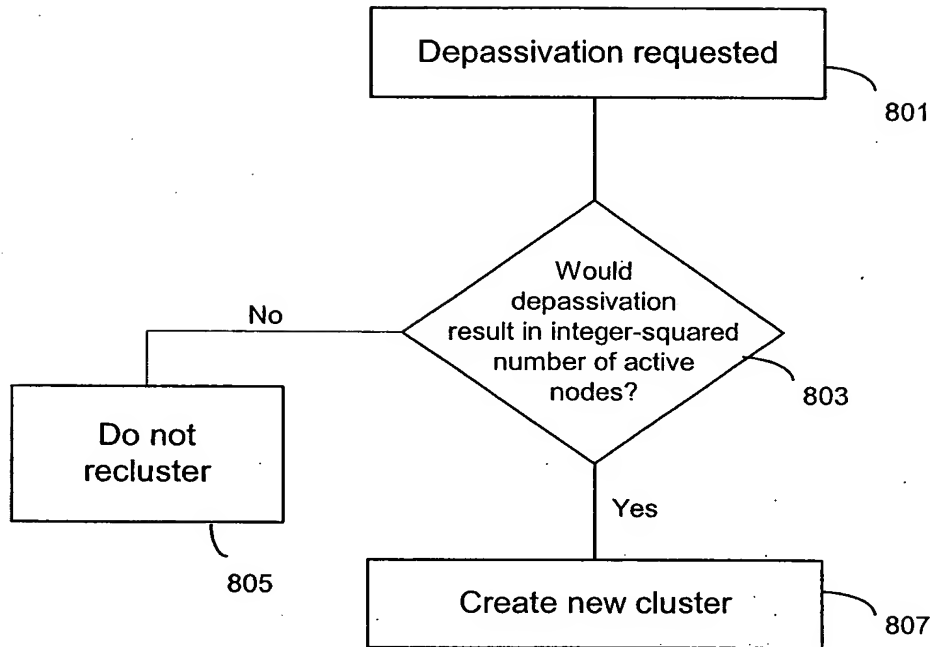 Depassivation requested
801
Would
depassivation
result in integer-squared
number of active
nodes?
803
No
Do not
recluster
805
Yes
Create new cluster
807